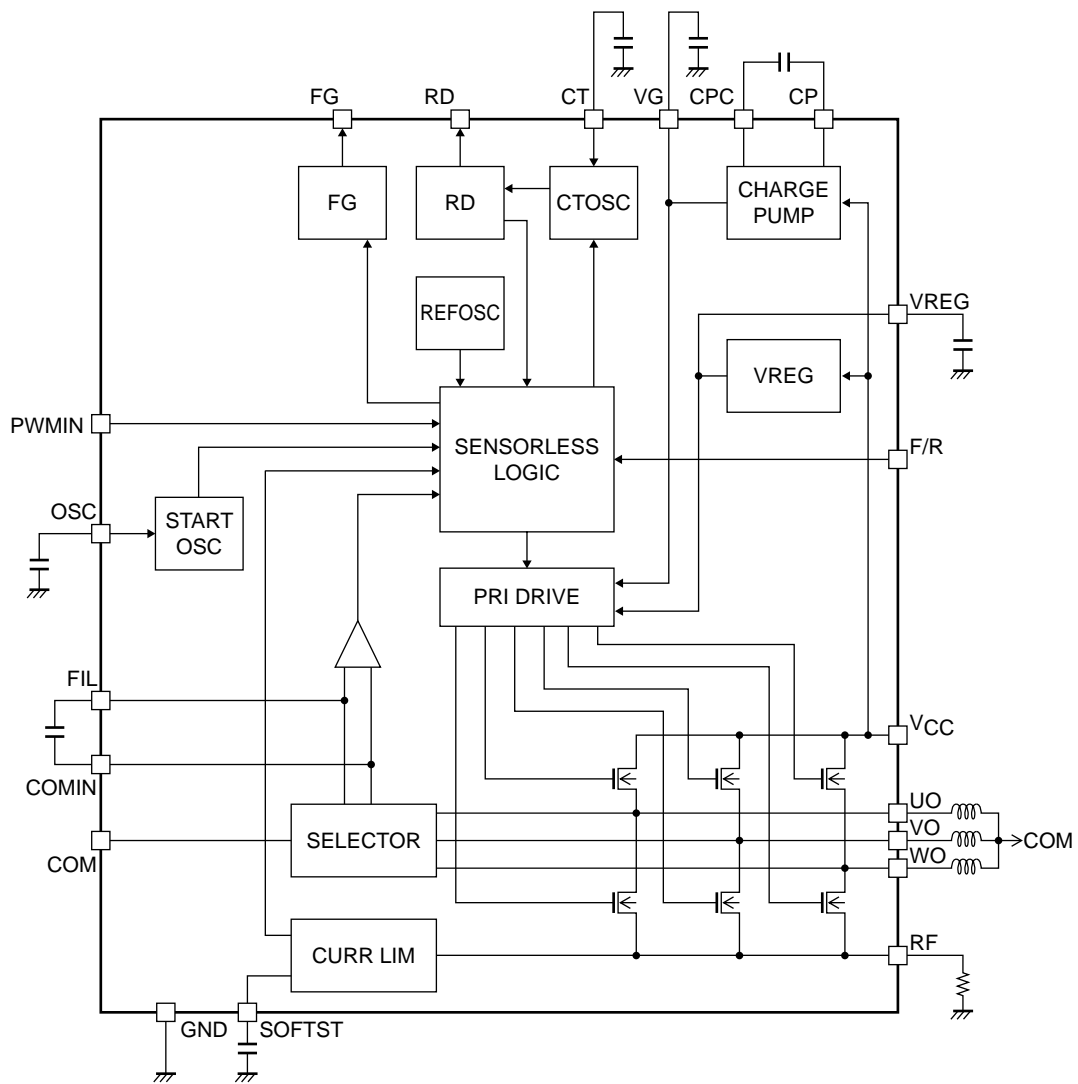 FG
RD
CT
VG
CPC
CP
FG
RD
CTOSC
CHARGE
PUMP
REFOSC
VREG
VREG
PWMIN
SENSORLESS
LOGIC
F/R
OSC
START
OSC
PRI DRIVE
FIL
VCC
COMIN
UO
SELECTOR
VO
COM
COM
WO
CURR LIM
RF
GND
SOFTST